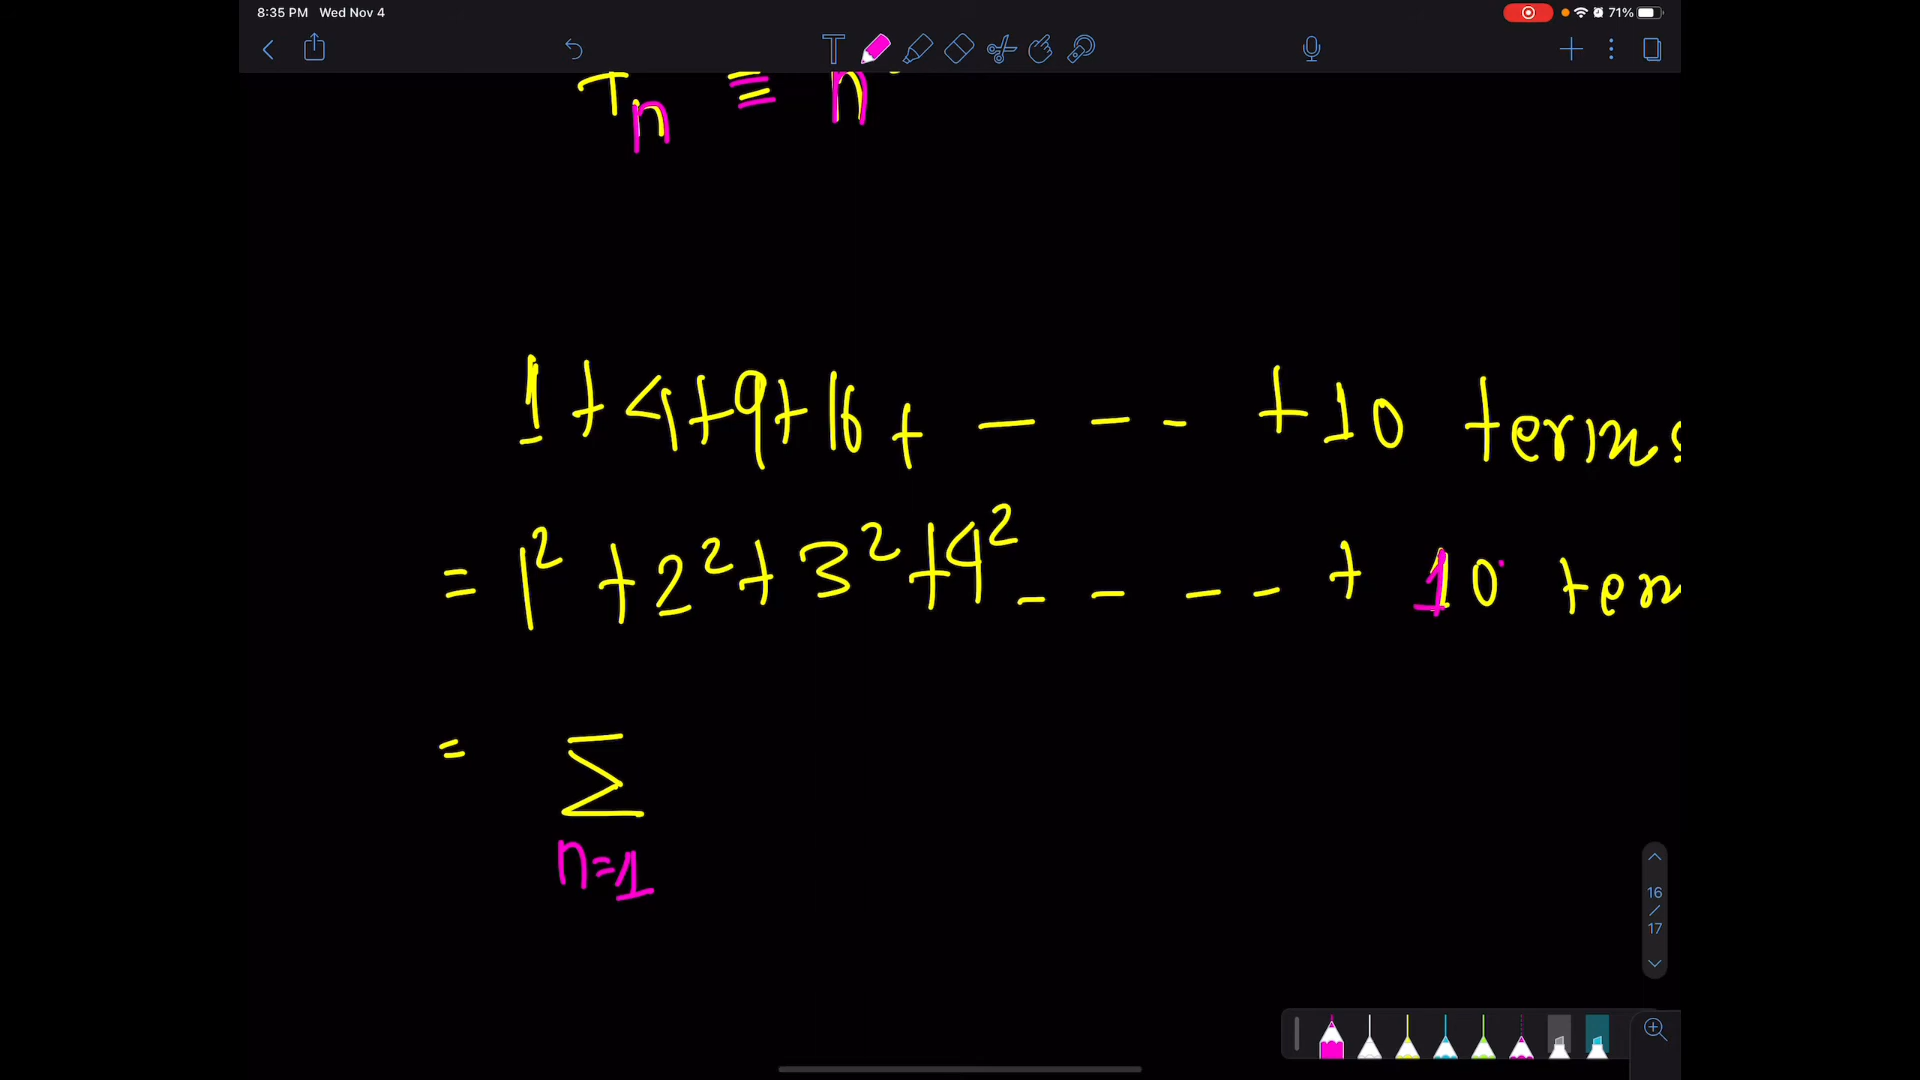 8:35 PM Wed Nov 4
71%
T
Tn ≡ n
1 + 4 + 9 + 16 + - - - + 10 terms
= 1² + 2² + 3² + 4² - - - - + 10 ter
= Σ
n=1
16
/
17